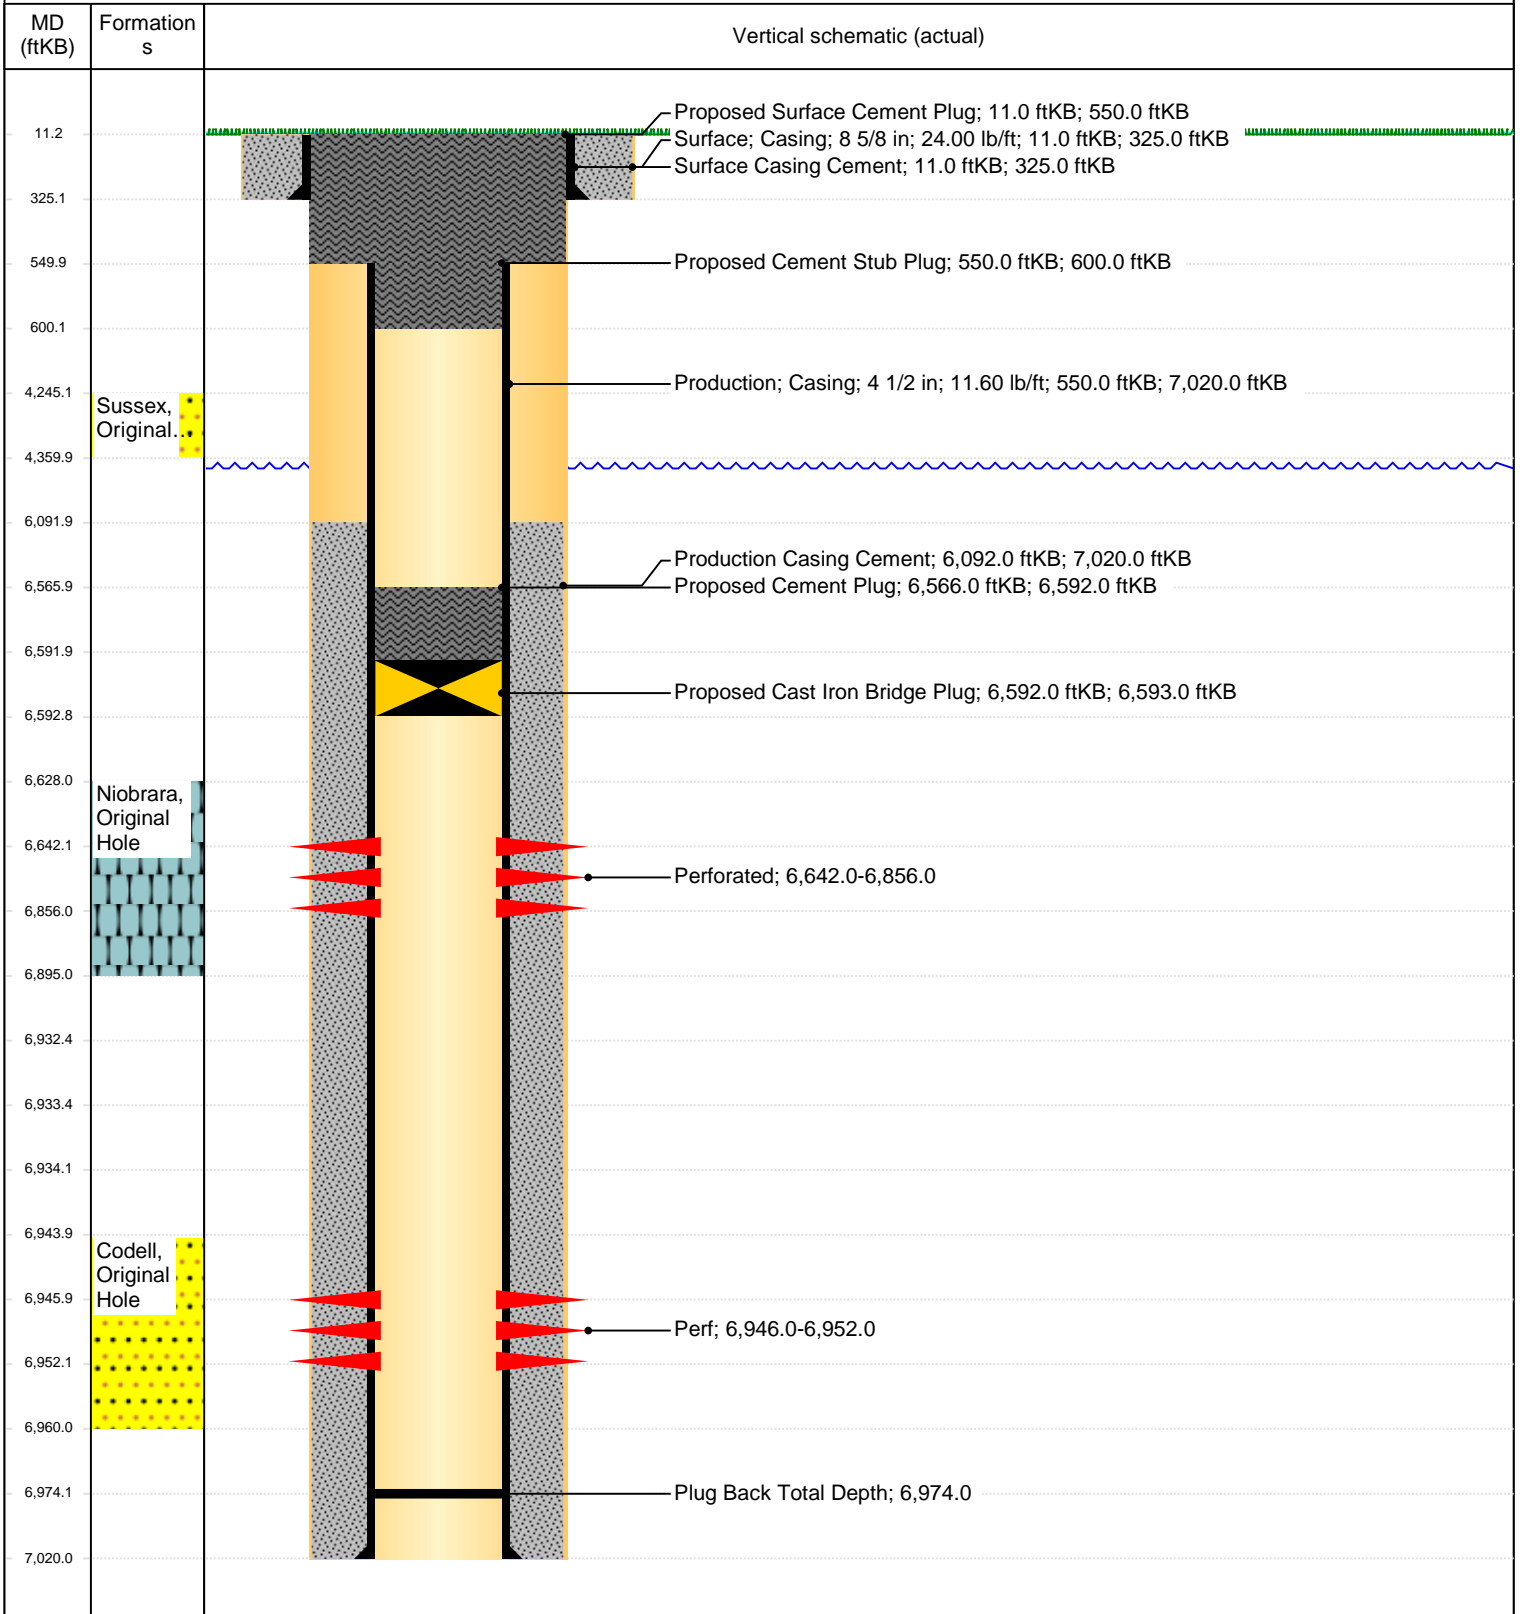 MD
(ftKB)
Formation
s
Vertical schematic (actual)
11.2
325.1
549.9
600.1
4,245.1
4,359.9
6,091.9
6,565.9
6,591.9
6,592.8
6,628.0
6,642.1
6,856.0
6,895.0
6,932.4
6,933.4
6,934.1
6,943.9
6,945.9
6,952.1
6,960.0
6,974.1
7,020.0
Sussex,
Original...
Niobrara,
Original
Hole
Codell,
Original
Hole
Proposed Surface Cement Plug; 11.0 ftKB; 550.0 ftKB
Surface; Casing; 8 5/8 in; 24.00 lb/ft; 11.0 ftKB; 325.0 ftKB
Surface Casing Cement; 11.0 ftKB; 325.0 ftKB
Proposed Cement Stub Plug; 550.0 ftKB; 600.0 ftKB
Production; Casing; 4 1/2 in; 11.60 lb/ft; 550.0 ftKB; 7,020.0 ftKB
Production Casing Cement; 6,092.0 ftKB; 7,020.0 ftKB
Proposed Cement Plug; 6,566.0 ftKB; 6,592.0 ftKB
Proposed Cast Iron Bridge Plug; 6,592.0 ftKB; 6,593.0 ftKB
Perforated; 6,642.0-6,856.0
Perf; 6,946.0-6,952.0
Plug Back Total Depth; 6,974.0